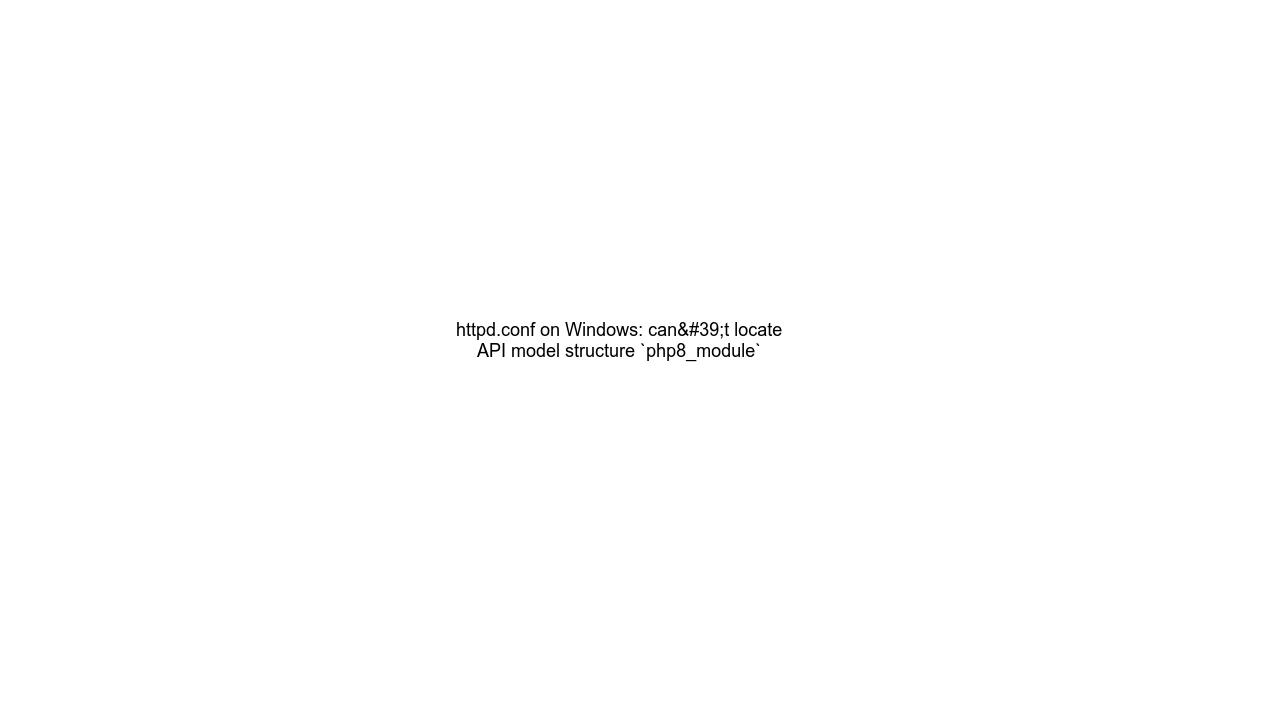 httpd.conf on Windows: can&#39;t locate
API model structure `php8_module`